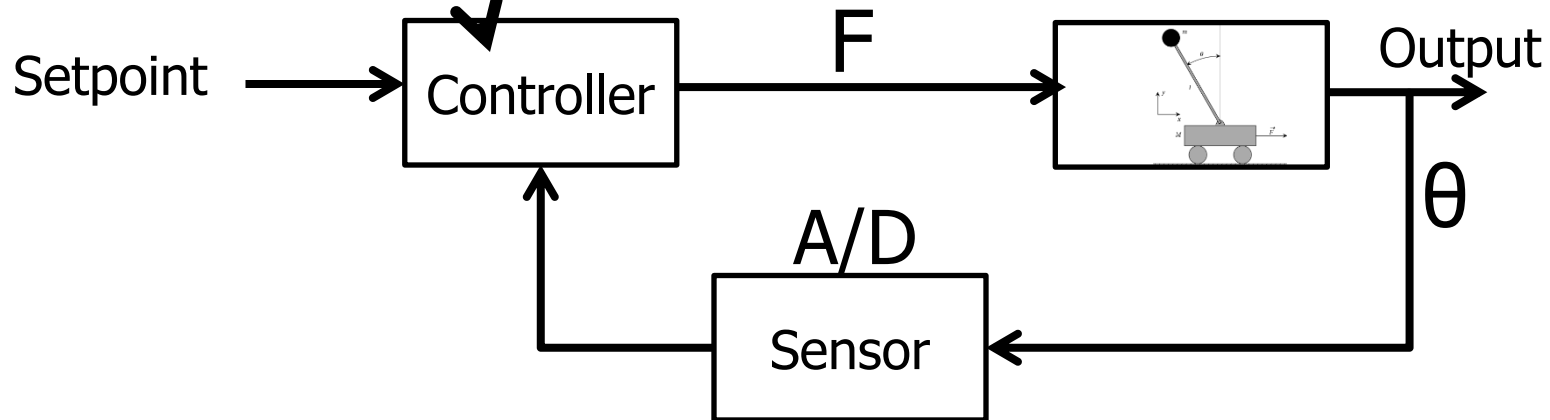 F
Output
Setpoint
Controller
θ
A/D
Sensor